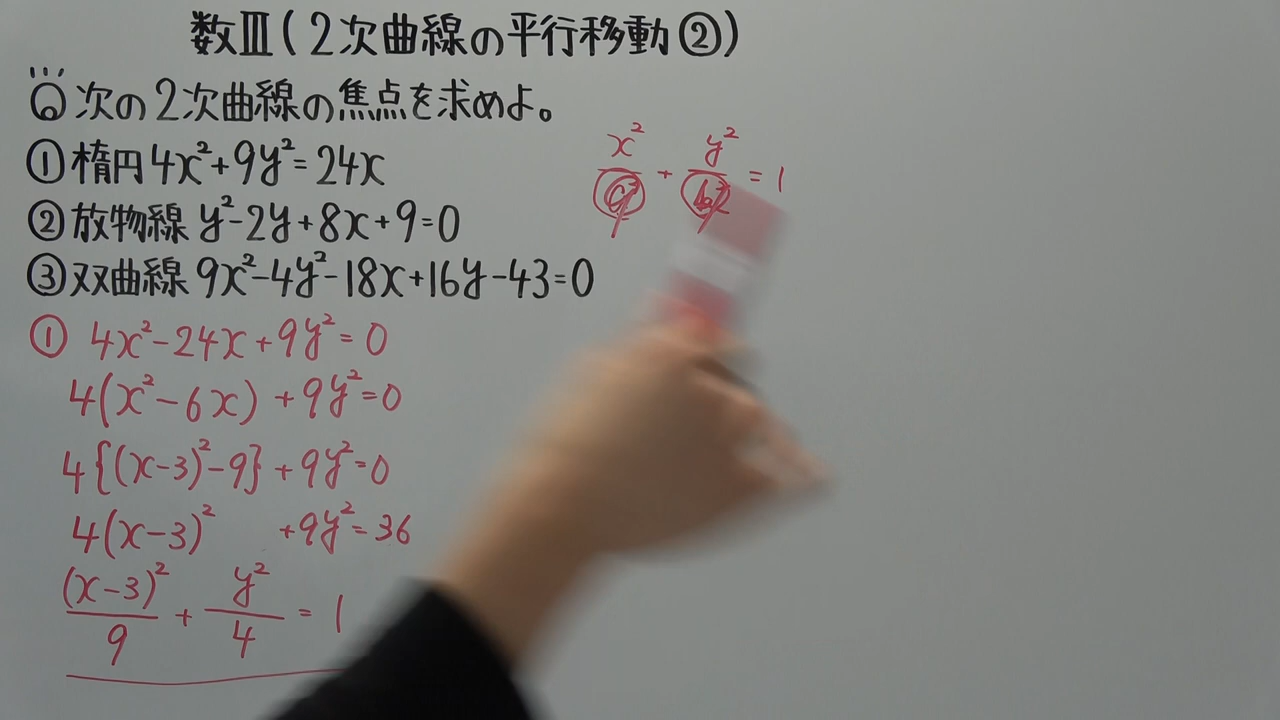 数Ⅲ(2次曲線の平行移動②)
Q 次の2次曲線の焦点を求めよ。
① 楕円 4x²+9y²=24x
② 放物線 y²-2y+8x+9=0
③ 双曲線 9x²-4y²-18x+16y-43=0
① 4x²-24x+9y²=0
4(x²-6x)+9y²=0
4{(x-3)²-9}+9y²=0
4(x-3)² +9y²=36
(x-3)²/9 + y²/4 = 1
x²/a² + y²/b² = 1